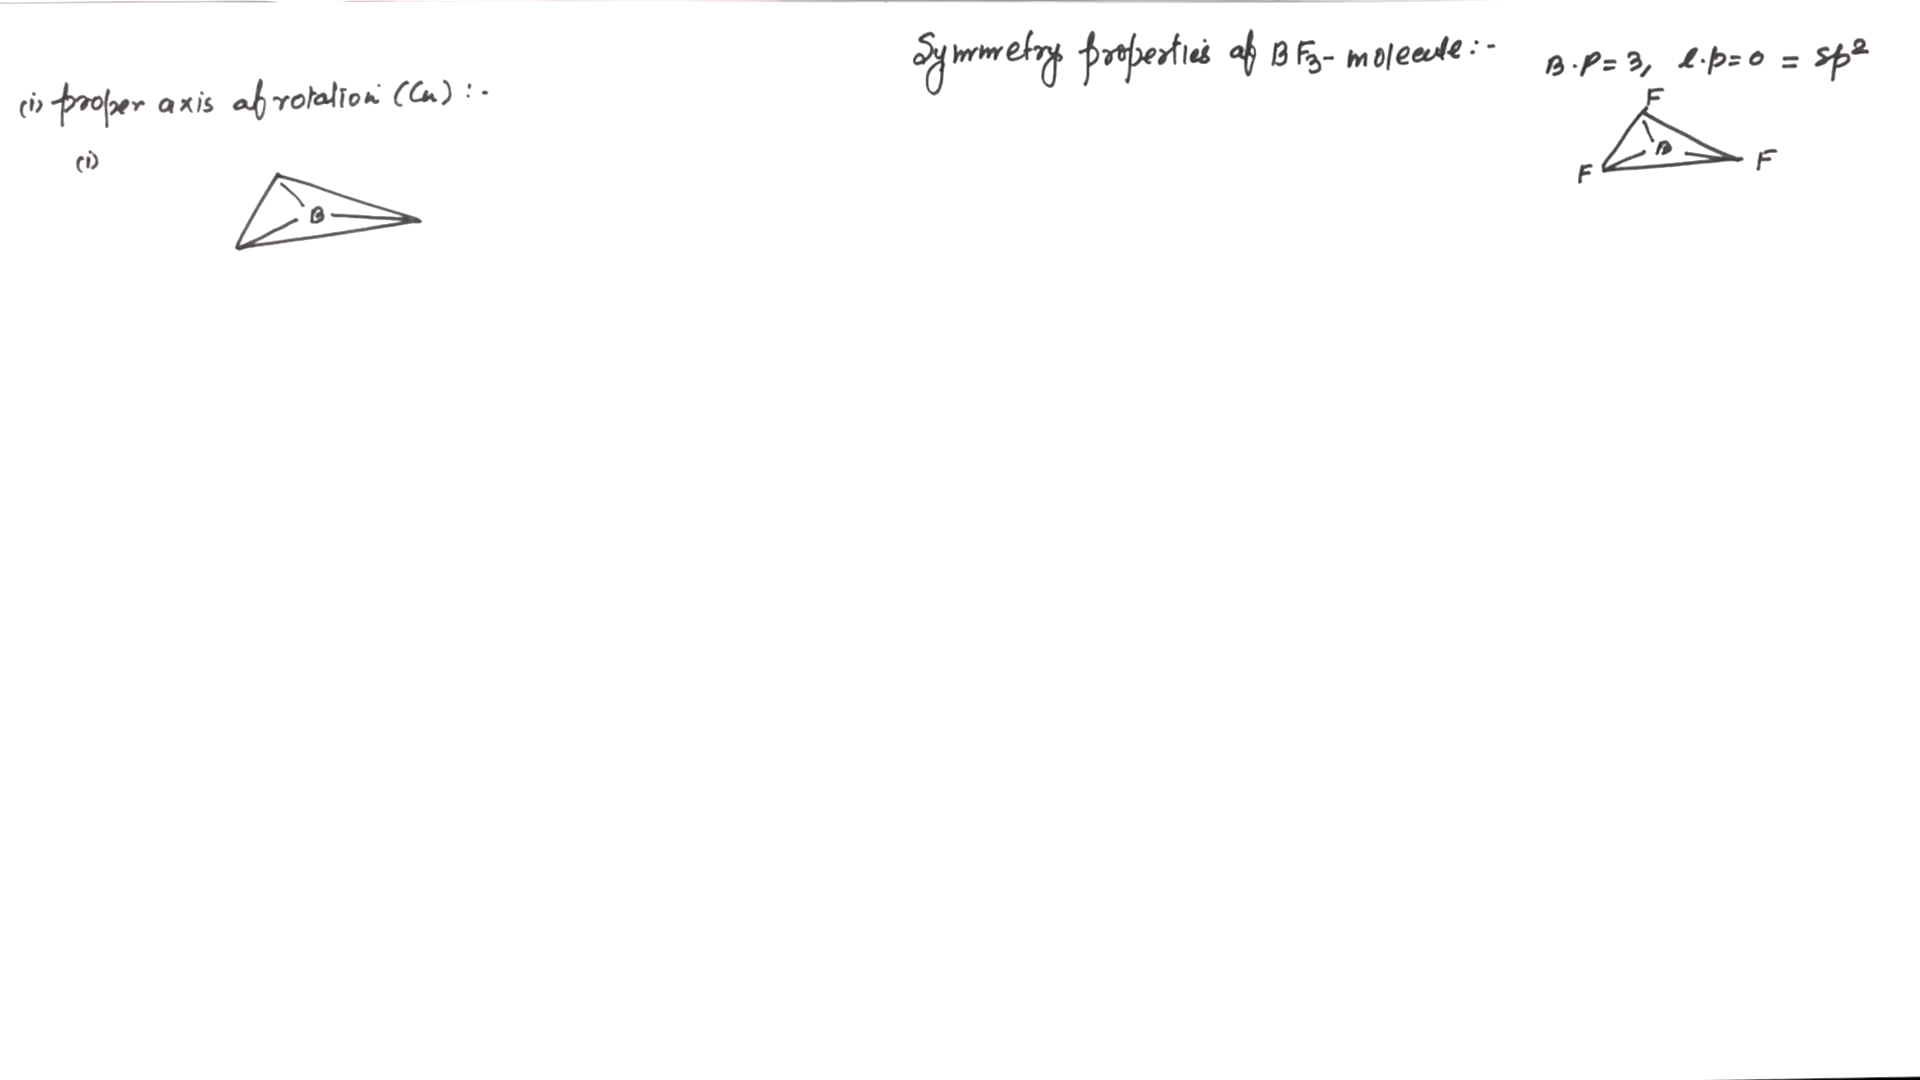 Symmetry properties of BF3- molecule:-
B.P= 3, l.p= 0 = sp²
F
B
F
F
(i) proper axis of rotation (Cn) :-
(i)
B